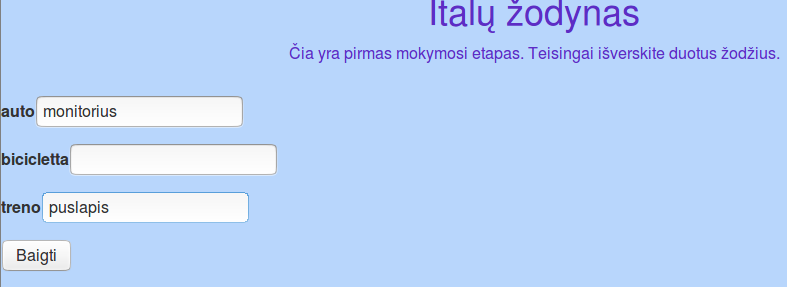 Italų žodynas
Čia yra pirmas mokymosi etapas. Teisingai išverskite duotus žodžius.
auto monitorius
bicicletta
treno puslapis
Baigti